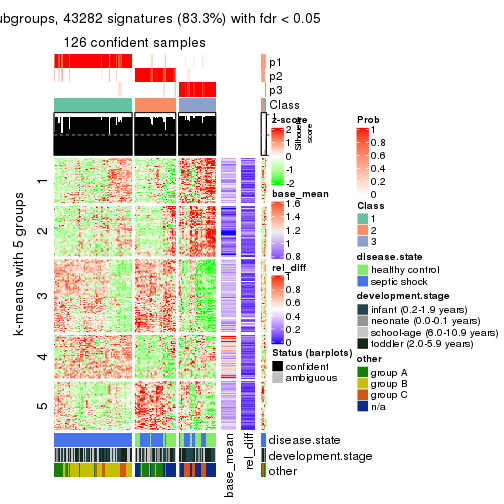 ubgroups, 43282 signatures (83.3%) with fdr < 0.05
126 confident samples
p1
p2
p3
Class
1
Silhouette
score
k-means with 5 groups
1
2
3
4
5
base_mean
rel_diff
disease.state
development.stage
other
z-score
2
1
0
-1
-2
base_mean
1.6
1.4
1.2
1
0.8
rel_diff
1
0.8
0.6
0.4
0.2
0
Status (barplots)
confident
ambiguous
Prob
1
0.8
0.6
0.4
0.2
0
Class
1
2
3
disease.state
healthy control
septic shock
development.stage
infant (0.2-1.9 years)
neonate (0.0-0.1 years)
school-age (6.0-10.9 years)
toddler (2.0-5.9 years)
other
group A
group B
group C
n/a